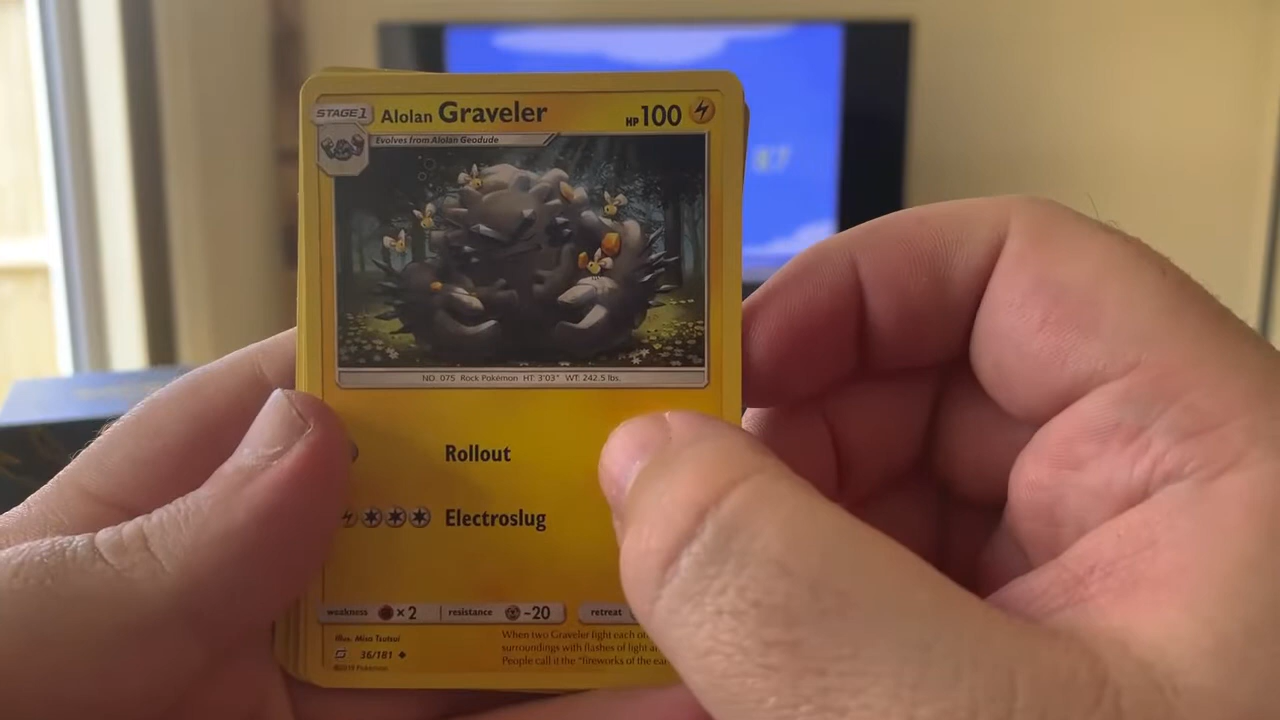 STAGE 1 Alolan Graveler HP 100
Evolves from Alolan Geodude
NO. 075 Rock Pokémon HT: 3'03" WT: 242.5 lbs.
Rollout
Electroslug
weakness ×2 resistance -20 retreat
Illus. Misa Tsutsui
36/181
©2019 Pokémon
When two Graveler fight each
surroundings with flashes of light
People call it the "fireworks of the
87